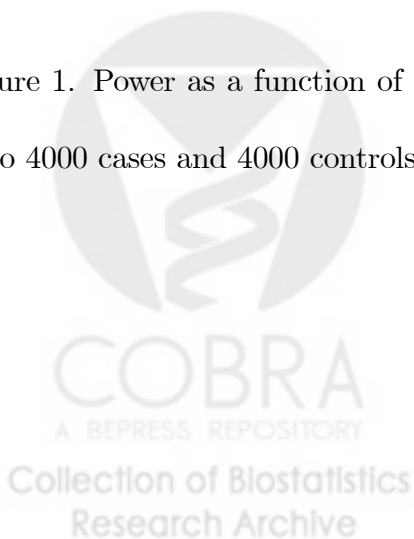 ure 1. Power as a function of
o 4000 cases and 4000 controls
COBRA
A BEPRESS REPOSITORY
Collection of Biostatistics
Research Archive